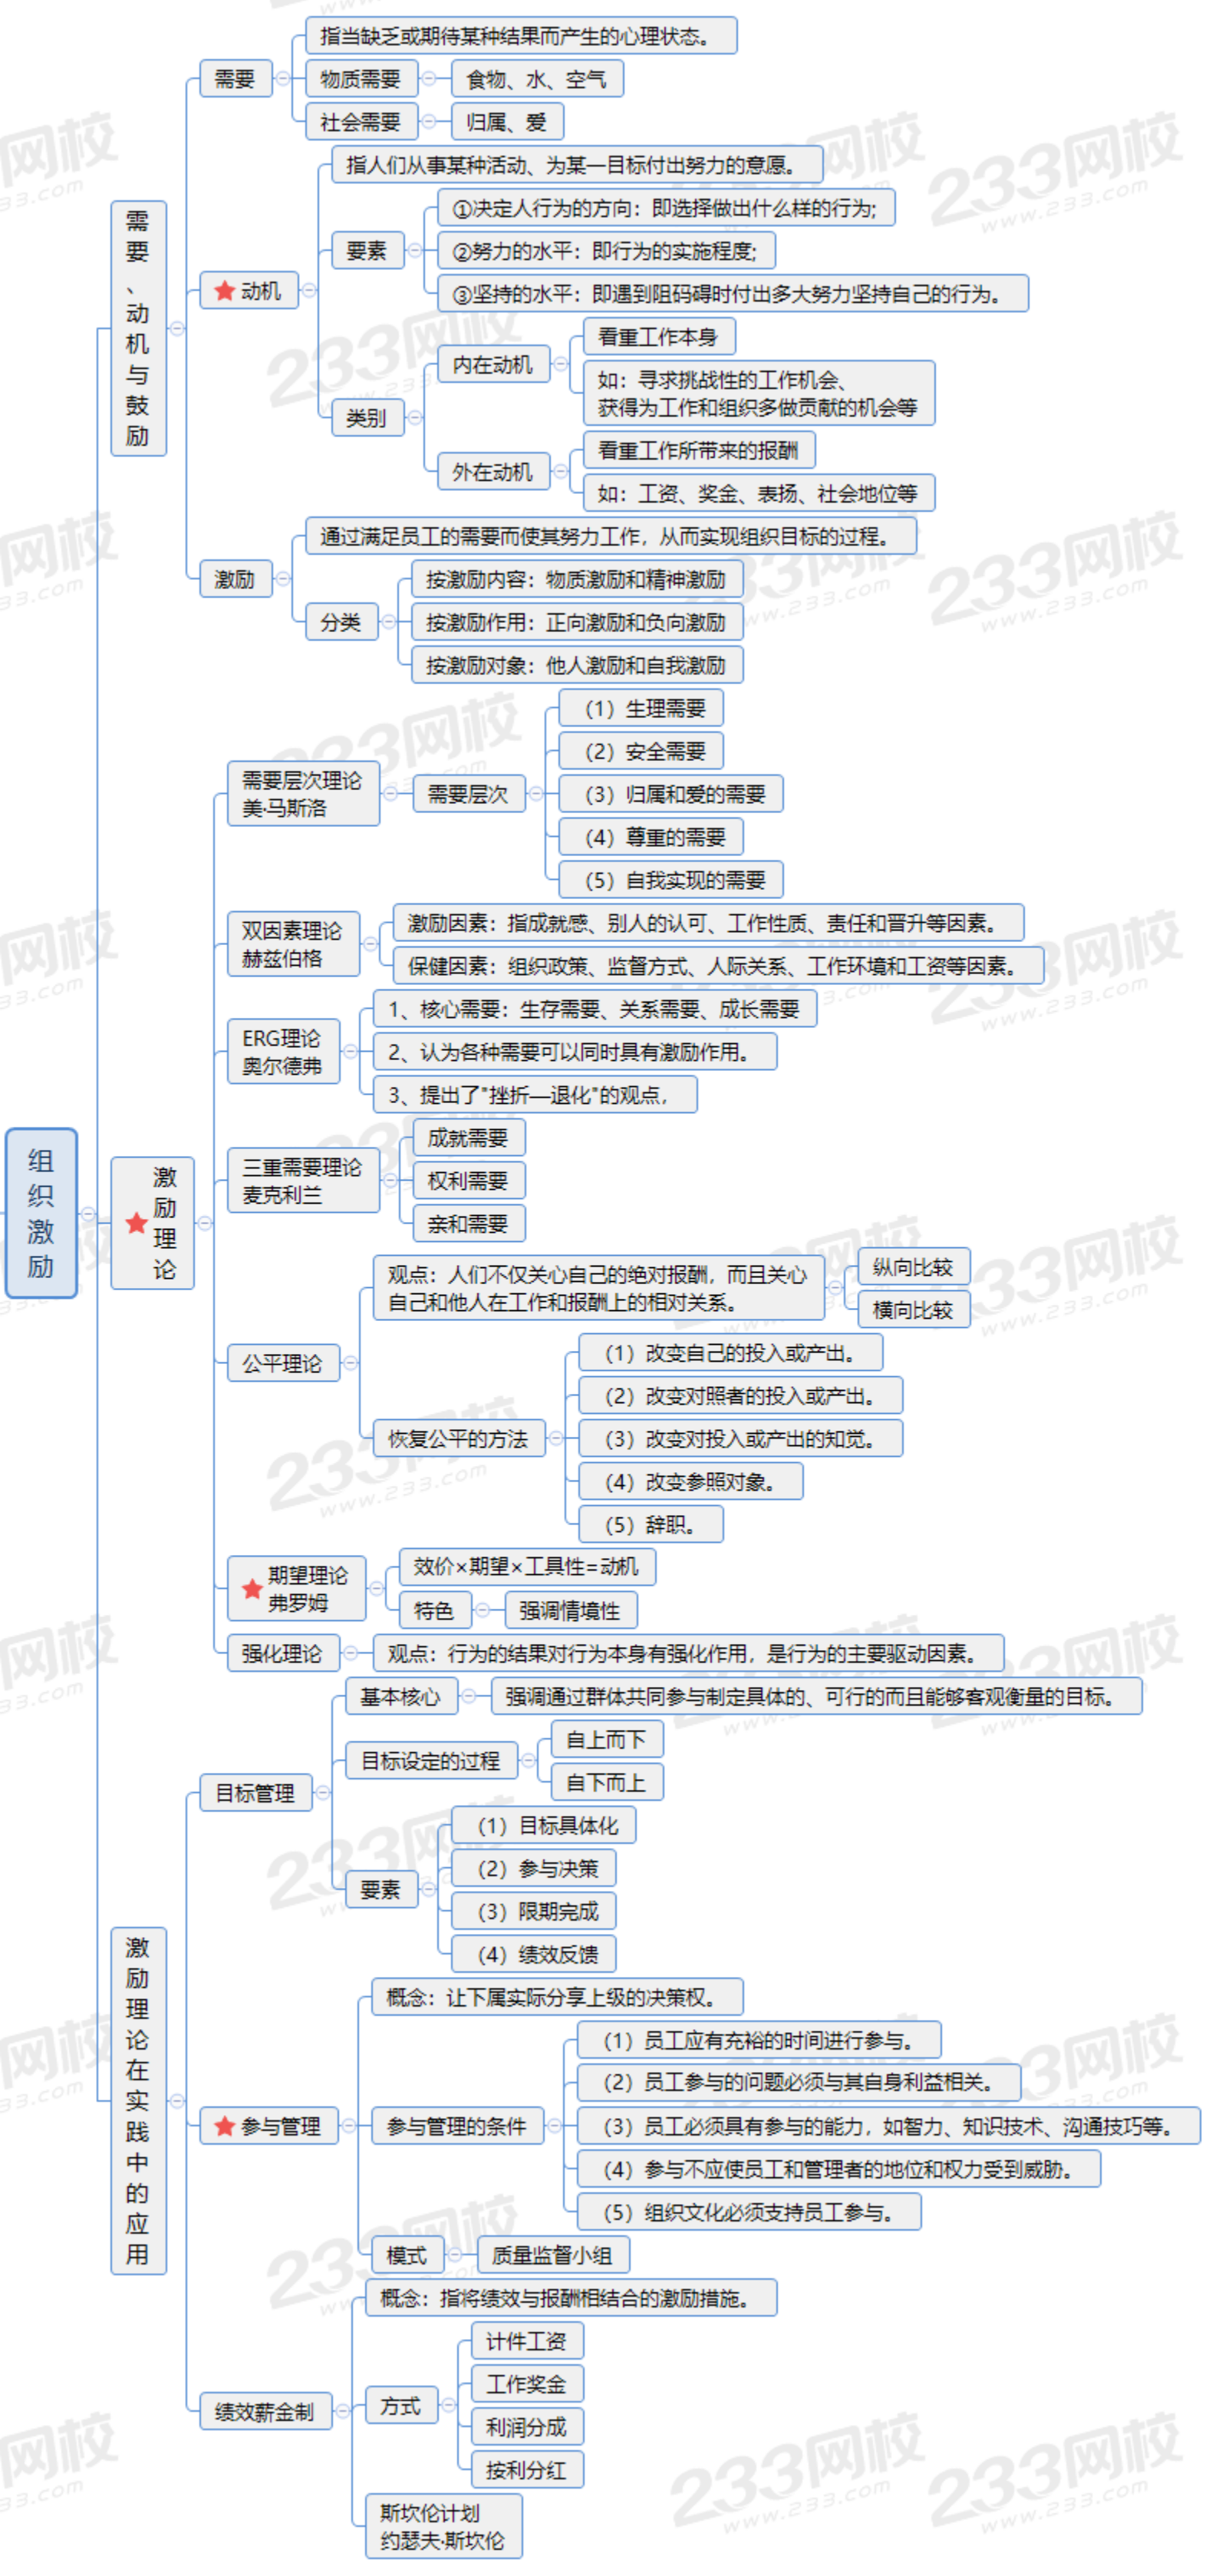 组织激励
需要、动机与鼓励
需要
指当缺乏或期待某种结果而产生的心理状态。
物质需要
食物、水、空气
社会需要
归属、爱
动机
指人们从事某种活动、为某一目标付出努力的意愿。
要素
①决定人行为的方向：即选择做出什么样的行为;
②努力的水平：即行为的实施程度;
③坚持的水平：即遇到阻码碍时付出多大努力坚持自己的行为。
类别
内在动机
看重工作本身
如：寻求挑战性的工作机会、
获得为工作和组织多做贡献的机会等
外在动机
看重工作所带来的报酬
如：工资、奖金、表扬、社会地位等
激励
通过满足员工的需要而使其努力工作，从而实现组织目标的过程。
分类
按激励内容：物质激励和精神激励
按激励作用：正向激励和负向激励
按激励对象：他人激励和自我激励
激励理论
需要层次理论
美·马斯洛
需要层次
（1）生理需要
（2）安全需要
（3）归属和爱的需要
（4）尊重的需要
（5）自我实现的需要
双因素理论
赫兹伯格
激励因素：指成就感、别人的认可、工作性质、责任和晋升等因素。
保健因素：组织政策、监督方式、人际关系、工作环境和工资等因素。
ERG理论
奥尔德弗
1、核心需要：生存需要、关系需要、成长需要
2、认为各种需要可以同时具有激励作用。
3、提出了"挫折—退化"的观点，
三重需要理论
麦克利兰
成就需要
权利需要
亲和需要
公平理论
观点：人们不仅关心自己的绝对报酬，而且关心
自己和他人在工作和报酬上的相对关系。
纵向比较
横向比较
恢复公平的方法
（1）改变自己的投入或产出。
（2）改变对照者的投入或产出。
（3）改变对投入或产出的知觉。
（4）改变参照对象。
（5）辞职。
期望理论
弗罗姆
效价×期望×工具性=动机
特色
强调情境性
强化理论
观点：行为的结果对行为本身有强化作用，是行为的主要驱动因素。
激励理论在实践中的应用
目标管理
基本核心
强调通过群体共同参与制定具体的、可行的而且能够客观衡量的目标。
目标设定的过程
自上而下
自下而上
要素
（1）目标具体化
（2）参与决策
（3）限期完成
（4）绩效反馈
参与管理
概念：让下属实际分享上级的决策权。
参与管理的条件
（1）员工应有充裕的时间进行参与。
（2）员工参与的问题必须与其自身利益相关。
（3）员工必须具有参与的能力，如智力、知识技术、沟通技巧等。
（4）参与不应使员工和管理者的地位和权力受到威胁。
（5）组织文化必须支持员工参与。
模式
质量监督小组
绩效薪金制
概念：指将绩效与报酬相结合的激励措施。
方式
计件工资
工作奖金
利润分成
按利分红
斯坎伦计划
约瑟夫·斯坎伦
233网校
www.233.com